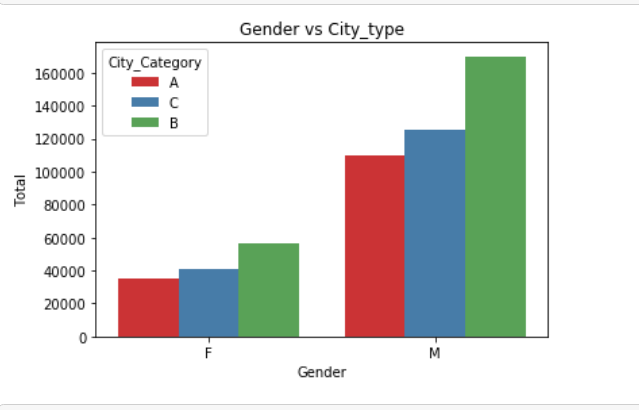 Gender vs City_type
City_Category
A
C
B
160000
140000
120000
100000
80000
60000
40000
20000
0
Total
F M
Gender